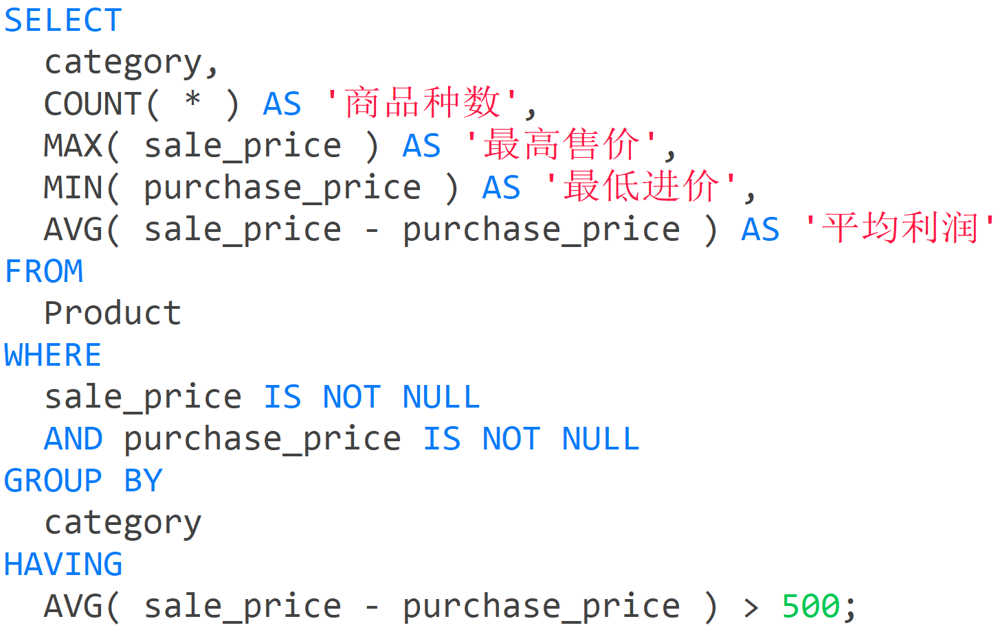 SELECT
category,
COUNT( * ) AS '商品种数',
MAX( sale_price ) AS '最高售价',
MIN( purchase_price ) AS '最低进价',
AVG( sale_price - purchase_price ) AS '平均利润'
FROM
Product
WHERE
sale_price IS NOT NULL
AND purchase_price IS NOT NULL
GROUP BY
category
HAVING
AVG( sale_price - purchase_price ) > 500;